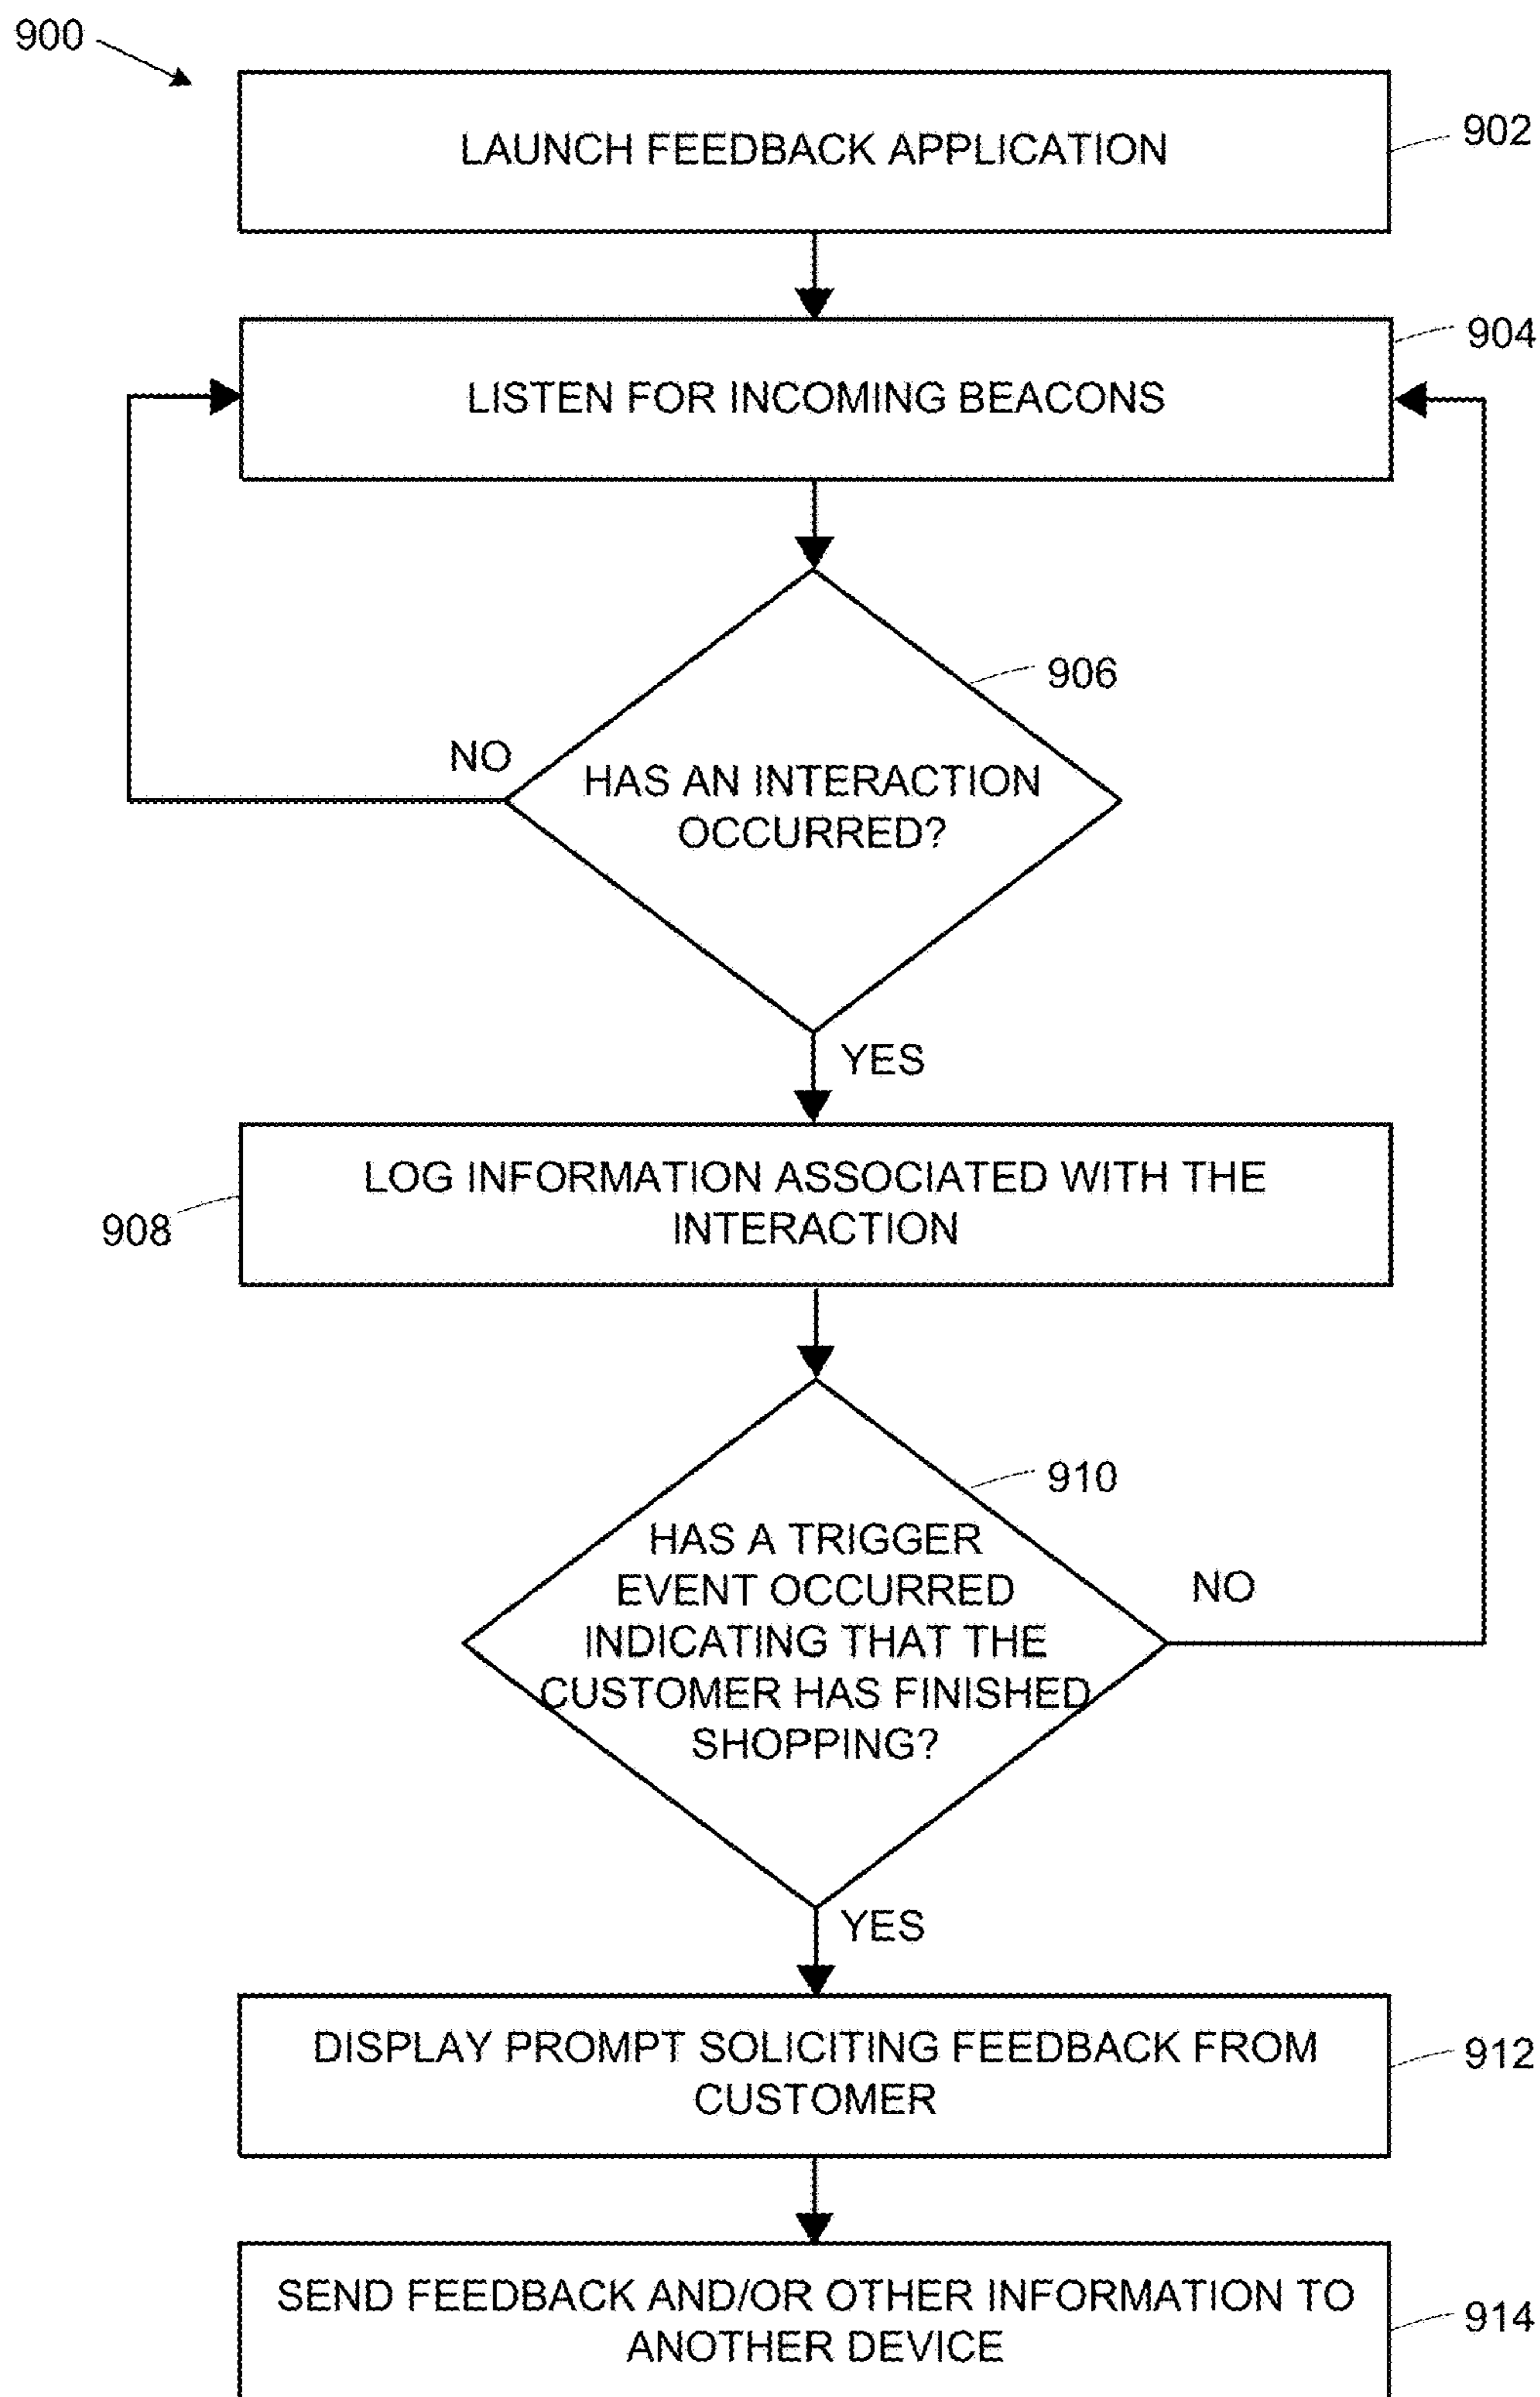 900
LAUNCH FEEDBACK APPLICATION
902
LISTEN FOR INCOMING BEACONS
904
906
NO
HAS AN INTERACTION
OCCURRED?
YES
LOG INFORMATION ASSOCIATED WITH THE
INTERACTION
908
910
HAS A TRIGGER
EVENT OCCURRED
INDICATING THAT THE
CUSTOMER HAS FINISHED
SHOPPING?
NO
YES
DISPLAY PROMPT SOLICITING FEEDBACK FROM
CUSTOMER
912
SEND FEEDBACK AND/OR OTHER INFORMATION TO
ANOTHER DEVICE
914